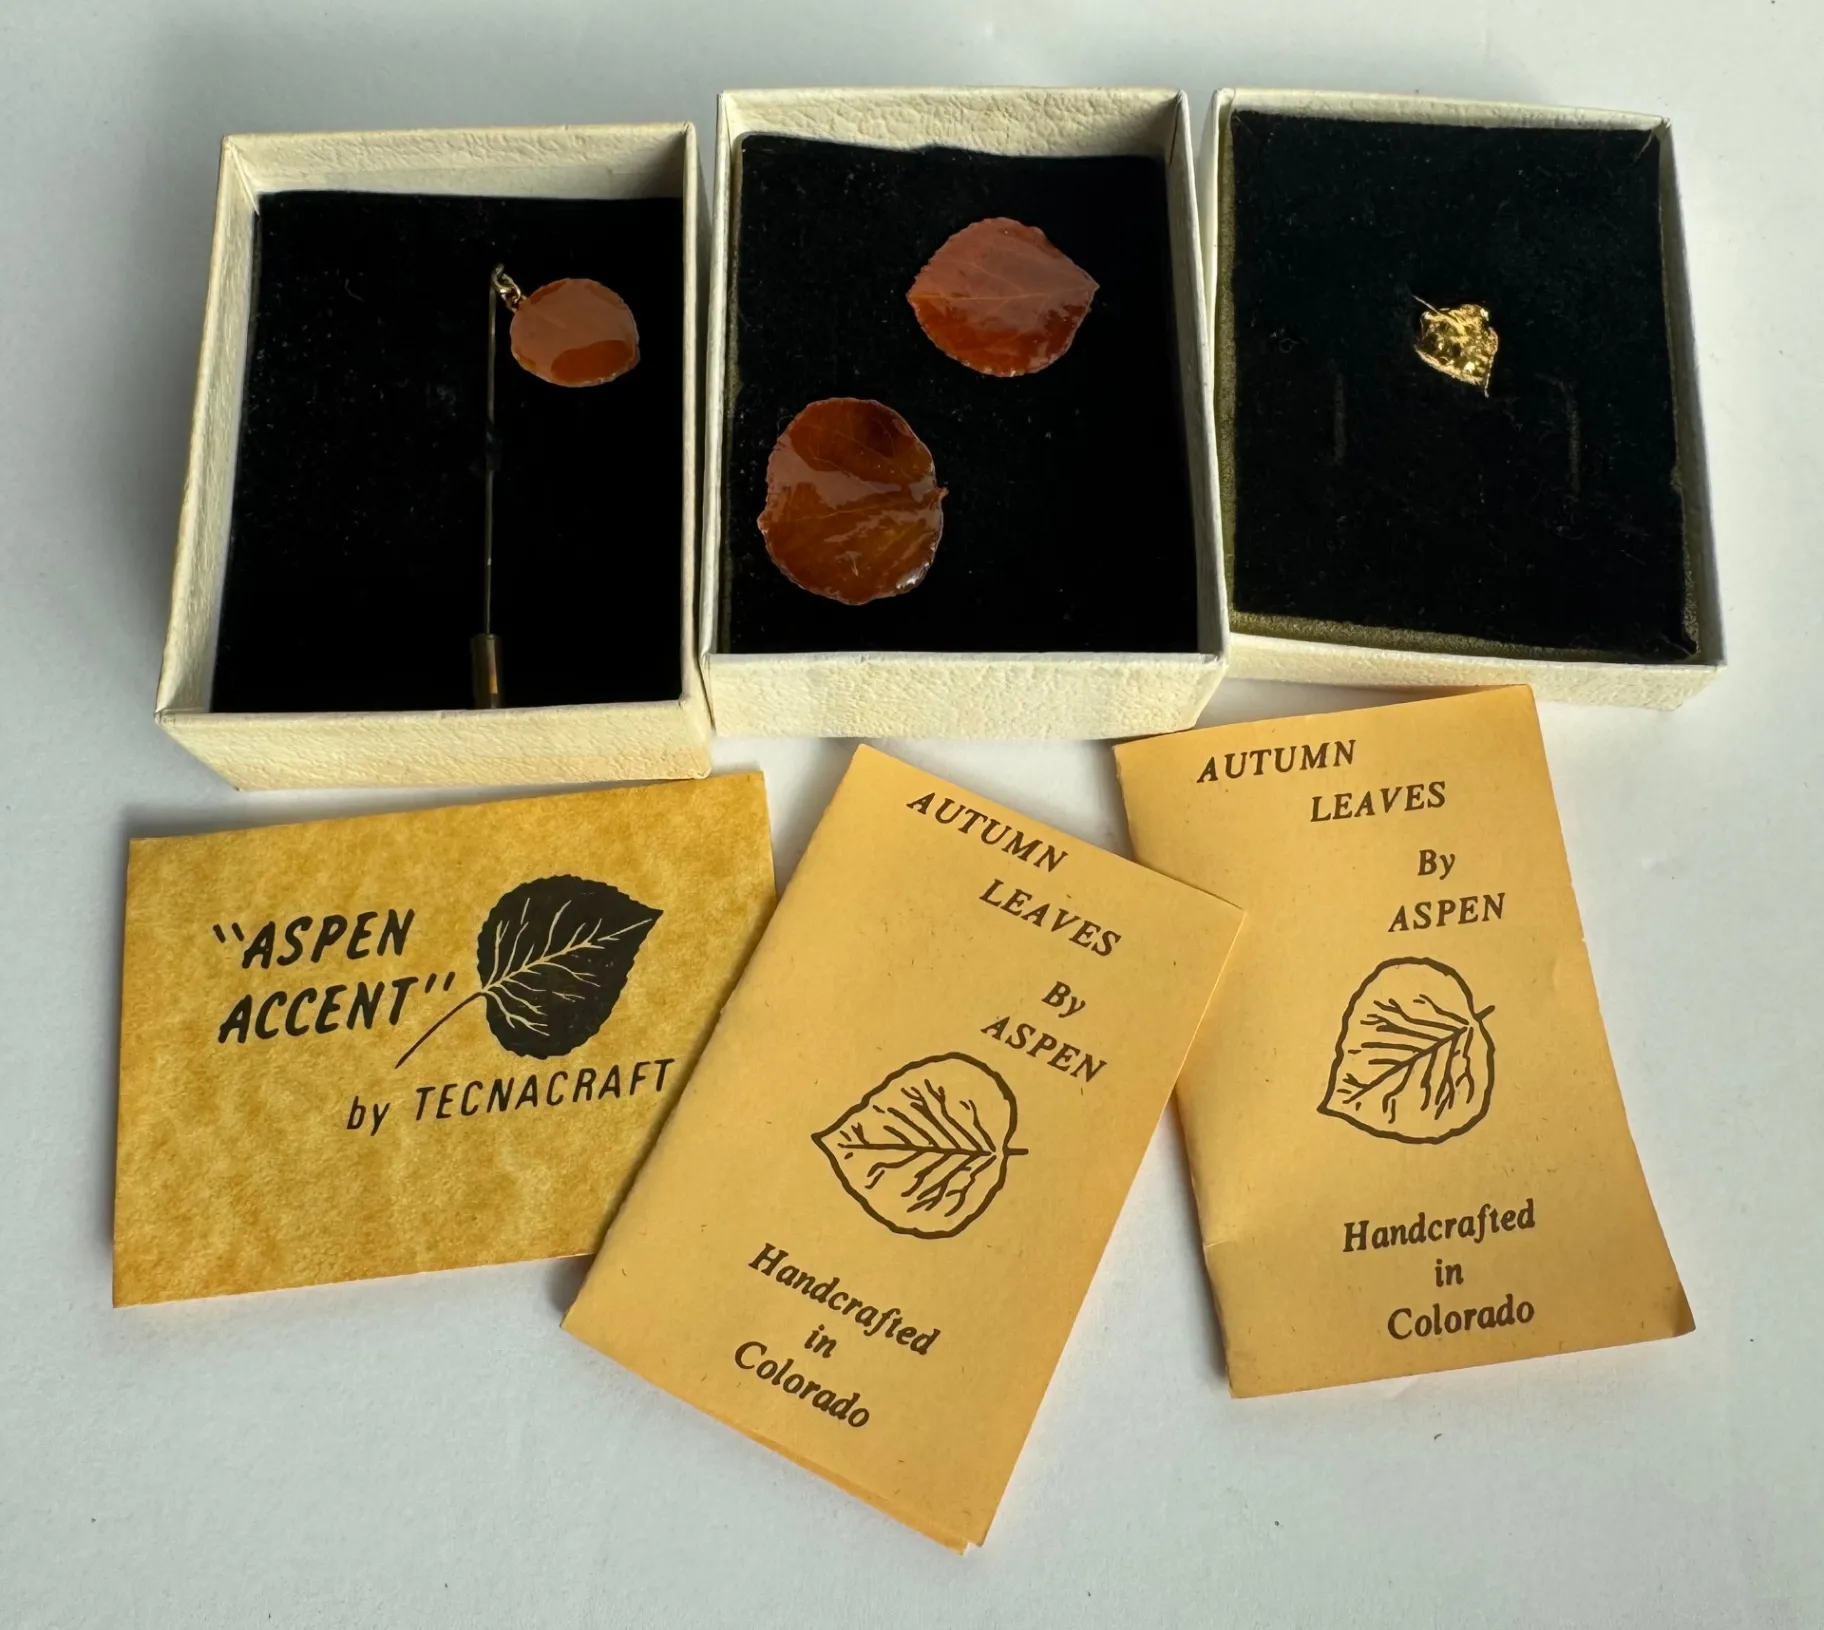 "ASPEN
ACCENT"
by TECNACRAFT
AUTUMN
LEAVES
By
ASPEN
Handcrafted
in
Colorado
AUTUMN
LEAVES
By
ASPEN
Handcrafted
in
Colorado